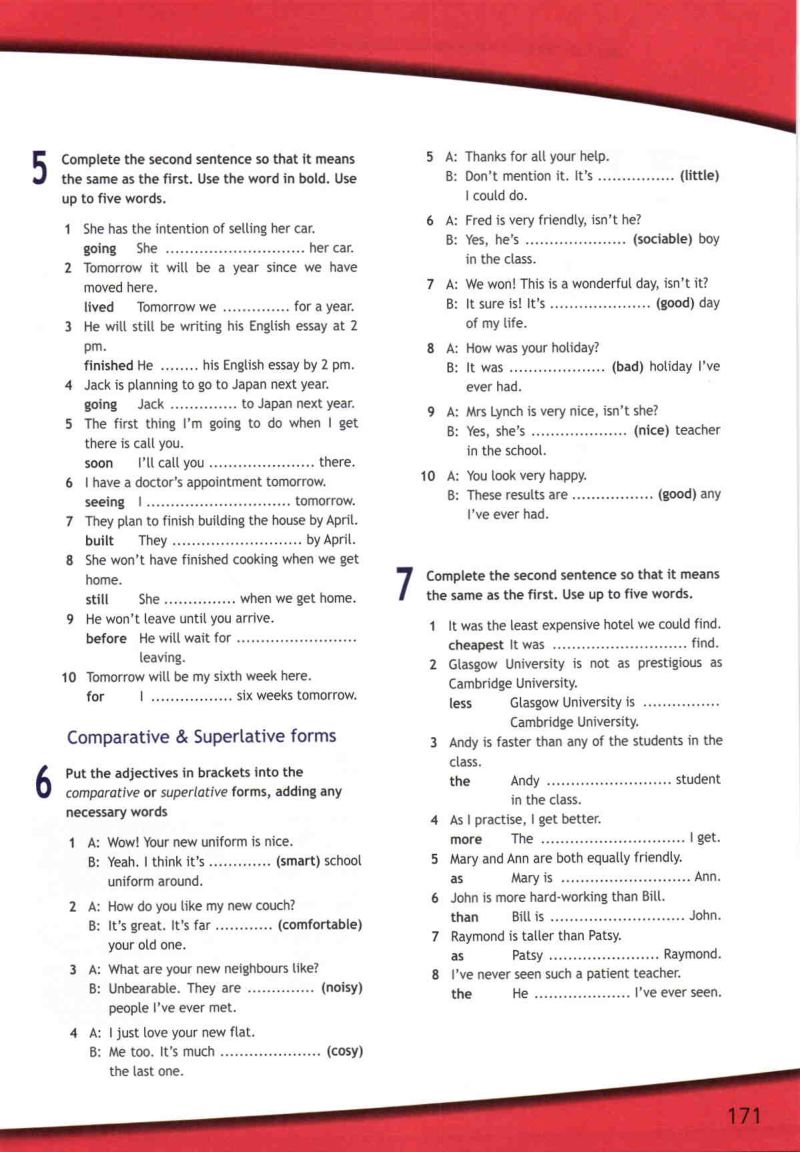 5 Complete the second sentence so that it means
the same as the first. Use the word in bold. Use
up to five words.
1 She has the intention of selling her car.
going She ............................ her car.
2 Tomorrow it will be a year since we have
moved here.
lived Tomorrow we .............. for a year.
3 He will still be writing his English essay at 2
pm.
finished He ........ his English essay by 2 pm.
4 Jack is planning to go to Japan next year.
going Jack .............. to Japan next year.
5 The first thing I'm going to do when I get
there is call you.
soon I'll call you ...................... there.
6 I have a doctor's appointment tomorrow.
seeing I ............................. tomorrow.
7 They plan to finish building the house by April.
built They .......................... by April.
8 She won't have finished cooking when we get
home.
still She ............... when we get home.
9 He won't leave until you arrive.
before He will wait for .........................
leaving.
10 Tomorrow will be my sixth week here.
for I ................. six weeks tomorrow.
Comparative & Superlative forms
6 Put the adjectives in brackets into the
comparative or superlative forms, adding any
necessary words
1 A: Wow! Your new uniform is nice.
B: Yeah. I think it's ............. (smart) school
uniform around.
2 A: How do you like my new couch?
B: It's great. It's far ............ (comfortable)
your old one.
3 A: What are your new neighbours like?
B: Unbearable. They are .............. (noisy)
people I've ever met.
4 A: I just love your new flat.
B: Me too. It's much ..................... (cosy)
the last one.
5 A: Thanks for all your help.
B: Don't mention it. It's ................ (little)
I could do.
6 A: Fred is very friendly, isn't he?
B: Yes, he's ..................... (sociable) boy
in the class.
7 A: We won! This is a wonderful day, isn't it?
B: It sure is! It's ..................... (good) day
of my life.
8 A: How was your holiday?
B: It was .................... (bad) holiday I've
ever had.
9 A: Mrs Lynch is very nice, isn't she?
B: Yes, she's .................... (nice) teacher
in the school.
10 A: You look very happy.
B: These results are ................. (good) any
I've ever had.
7 Complete the second sentence so that it means
the same as the first. Use up to five words.
1 It was the least expensive hotel we could find.
cheapest It was ........................... find.
2 Glasgow University is not as prestigious as
Cambridge University.
less Glasgow University is ................
Cambridge University.
3 Andy is faster than any of the students in the
class.
the Andy .......................... student
in the class.
4 As I practise, I get better.
more The ............................. I get.
5 Mary and Ann are both equally friendly.
as Mary is .......................... Ann.
6 John is more hard-working than Bill.
than Bill is ........................... John.
7 Raymond is taller than Patsy.
as Patsy ....................... Raymond.
8 I've never seen such a patient teacher.
the He .................... I've ever seen.
171